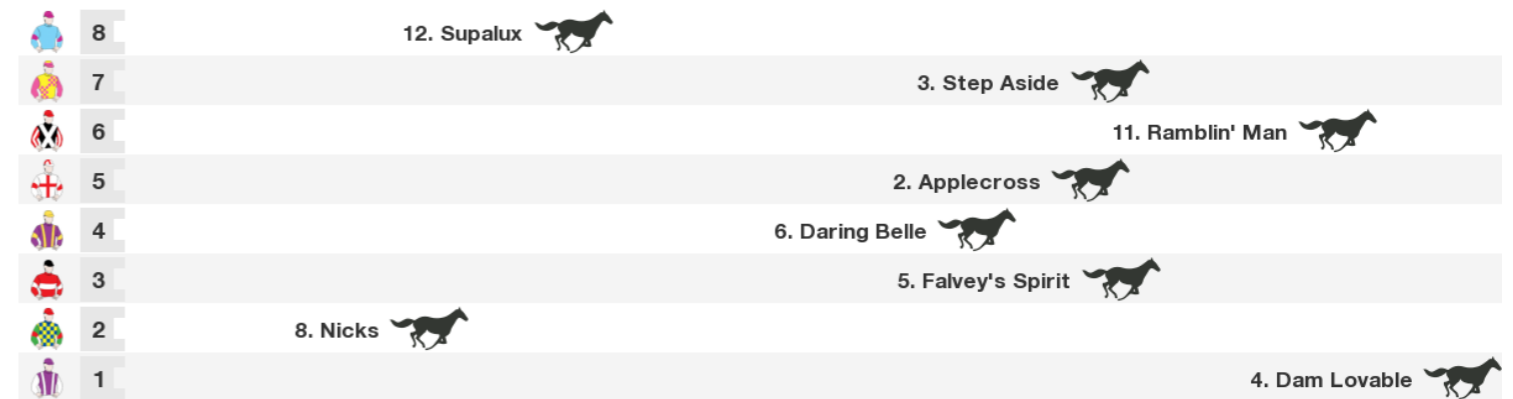 8 12. Supalux
7 3. Step Aside
6 11. Ramblin' Man
5 2. Applecross
4 6. Daring Belle
3 5. Falvey's Spirit
2 8. Nicks
1 4. Dam Lovable